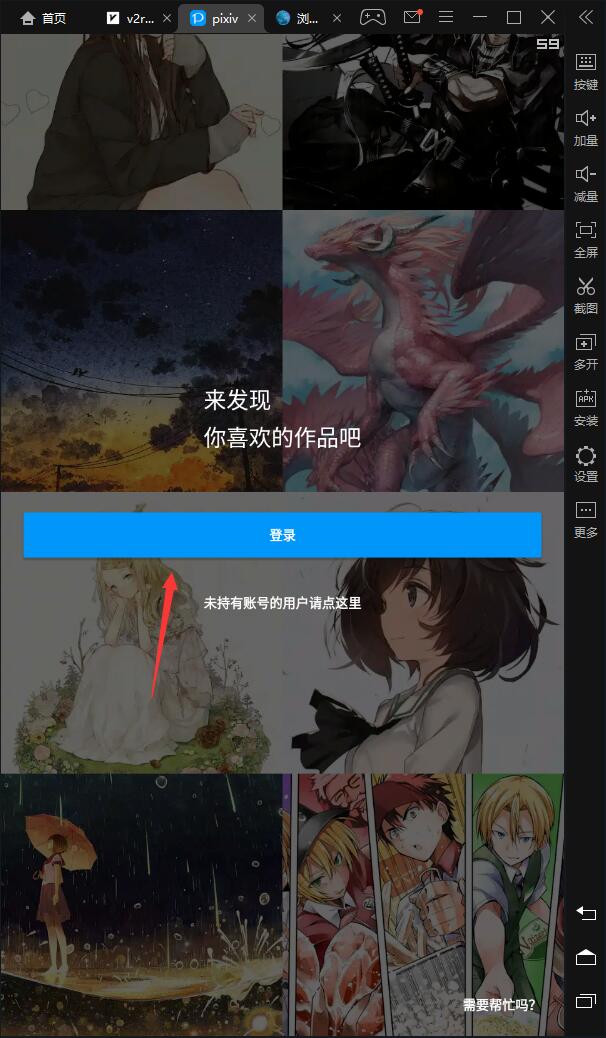 首页
v2r...
pixiv
浏...
59
按键
加量
减量
全屏
截图
多开
APK
安装
设置
更多
来发现
你喜欢的作品吧
登录
未持有账号的用户请点这里
需要帮忙吗?